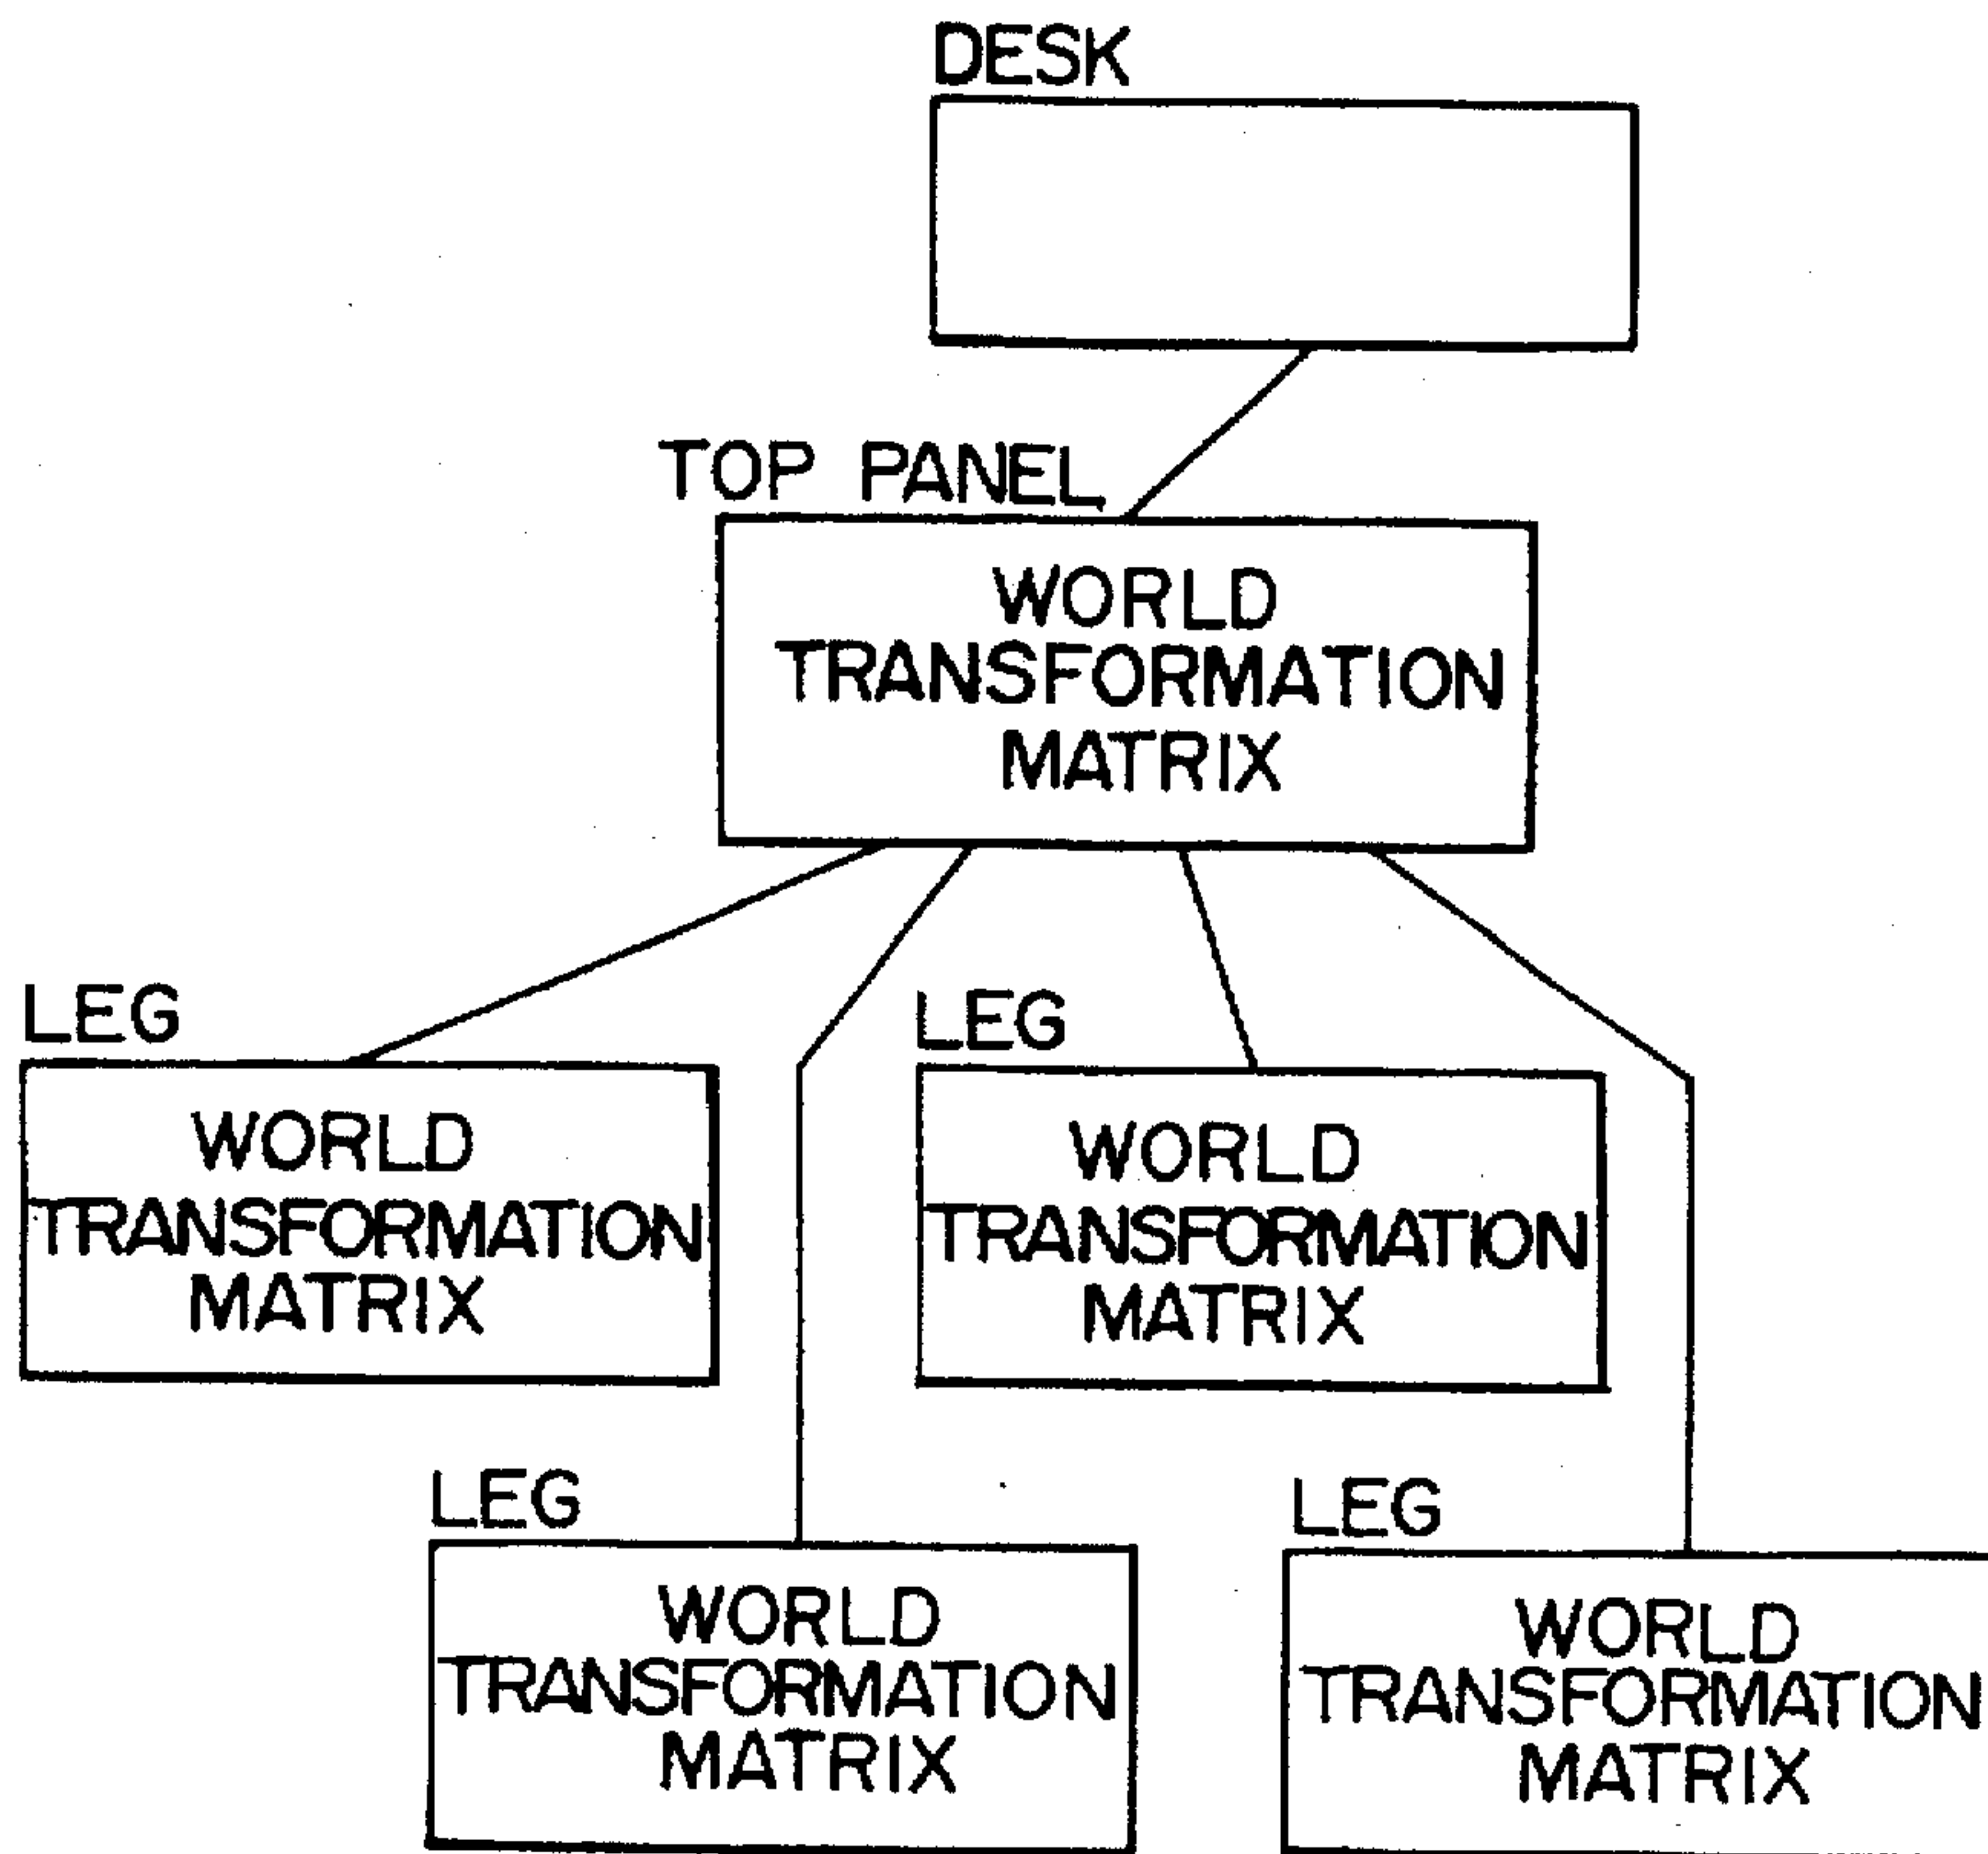 DESK
TOP PANEL
WORLD
TRANSFORMATION
MATRIX
LEG
WORLD
TRANSFORMATION
MATRIX
LEG
WORLD
TRANSFORMATION
MATRIX
LEG
WORLD
TRANSFORMATION
MATRIX
LEG
WORLD
TRANSFORMATION
MATRIX